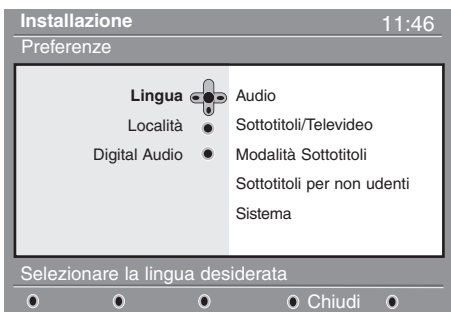 Installazione 11:46
Preferenze
Lingua
Località
Digital Audio
Audio
Sottotitoli/Televideo
Modalità Sottotitoli
Sottotitoli per non udenti
Sistema
Selezionare la lingua desiderata
Chiudi